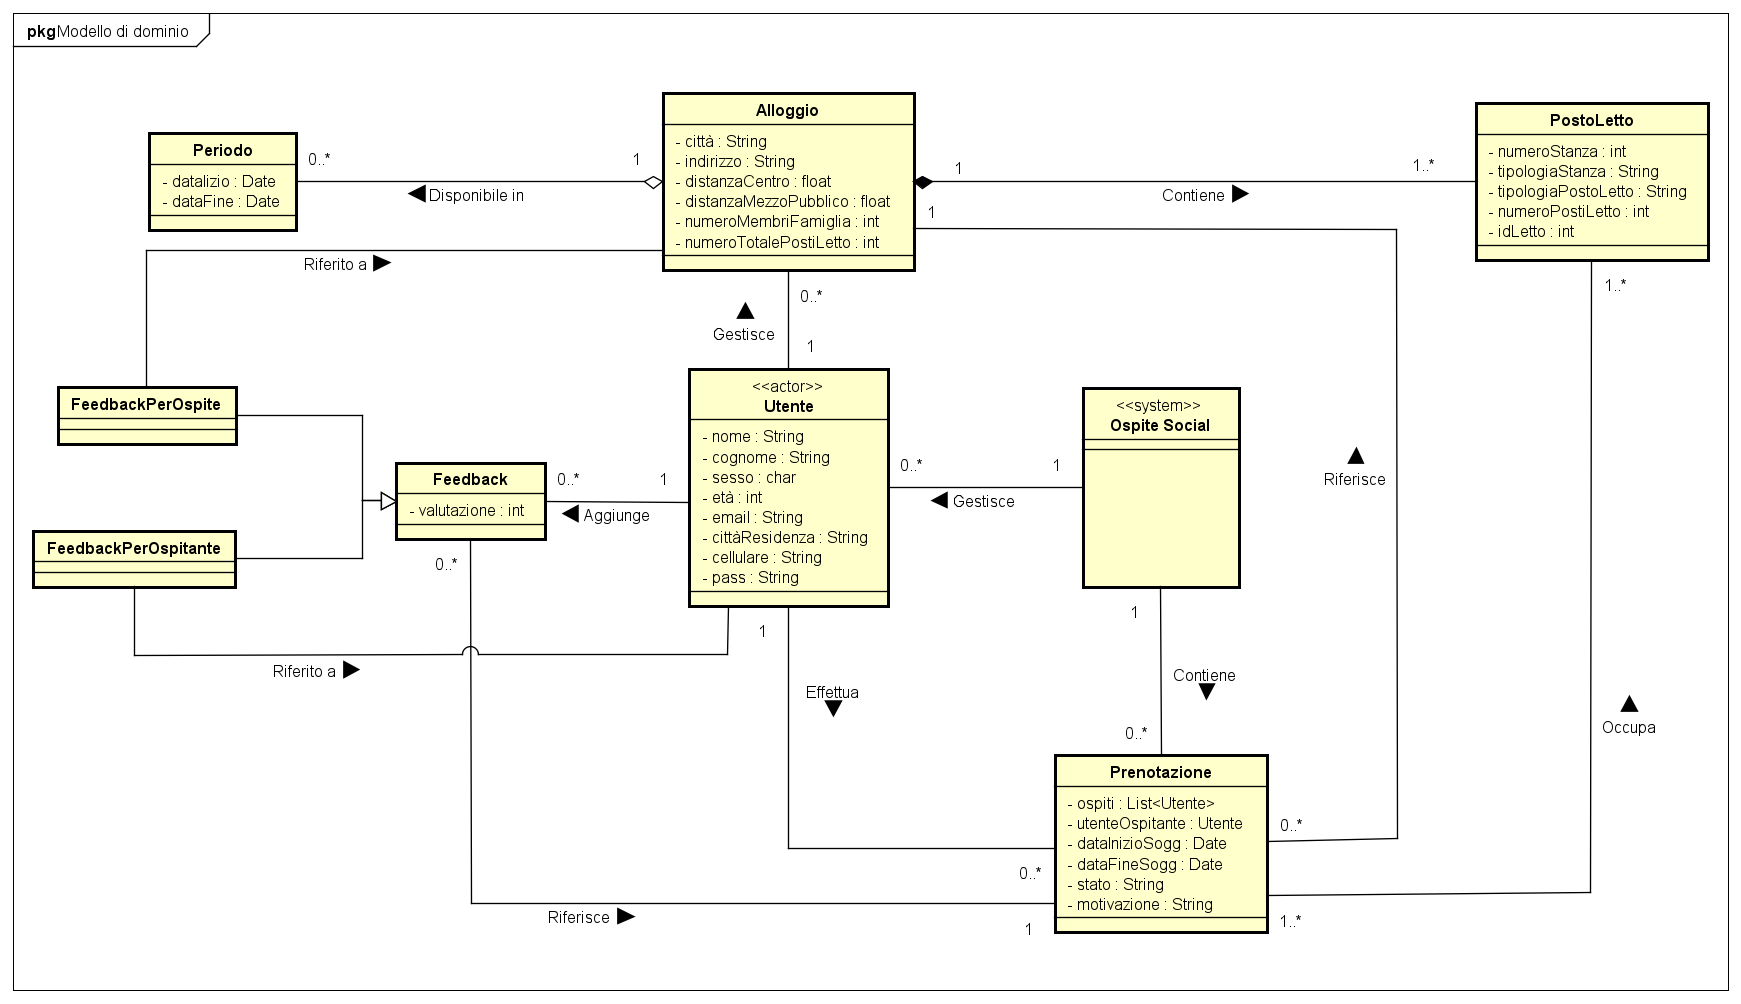 pkg Modello di dominio
Alloggio
- città : String
- indirizzo : String
- distanzaCentro : float
- distanzaMezzoPubblico : float
- numeroMembriFamiglia : int
- numeroTotalePostiLetto : int
PostoLetto
- numeroStanza : int
- tipologiaStanza : String
- tipologiaPostoLetto : String
- numeroPostiLetto : int
- idLetto : int
Periodo
- dataIizio : Date
- dataFine : Date
0..*
1
Disponibile in
1
1..*
Contiene
1
Riferito a
0..*
Gestisce
1
1..*
FeedbackPerOspite
FeedbackPerOspitante
Feedback
- valutazione : int
0..*
1
Aggiunge
0..*
<<actor>>
Utente
- nome : String
- cognome : String
- sesso : char
- età : int
- email : String
- cittàResidenza : String
- cellulare : String
- pass : String
0..*
1
Gestisce
<<system>>
Ospite Social
Riferisce
1
1
Riferito a
Effettua
Contiene
0..*
Occupa
Prenotazione
- ospiti : List<Utente>
- utenteOspitante : Utente
- dataInizioSogg : Date
- dataFineSogg : Date
- stato : String
- motivazione : String
0..*
0..*
Riferisce
1
1..*